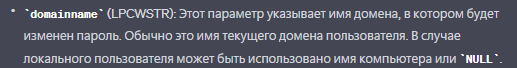 • `domainname` (LPCWSTR): Этот параметр указывает имя домена, в котором будет
изменен пароль. Обычно это имя текущего домена пользователя. В случае
локального пользователя может быть использовано имя компьютера или `NULL`.